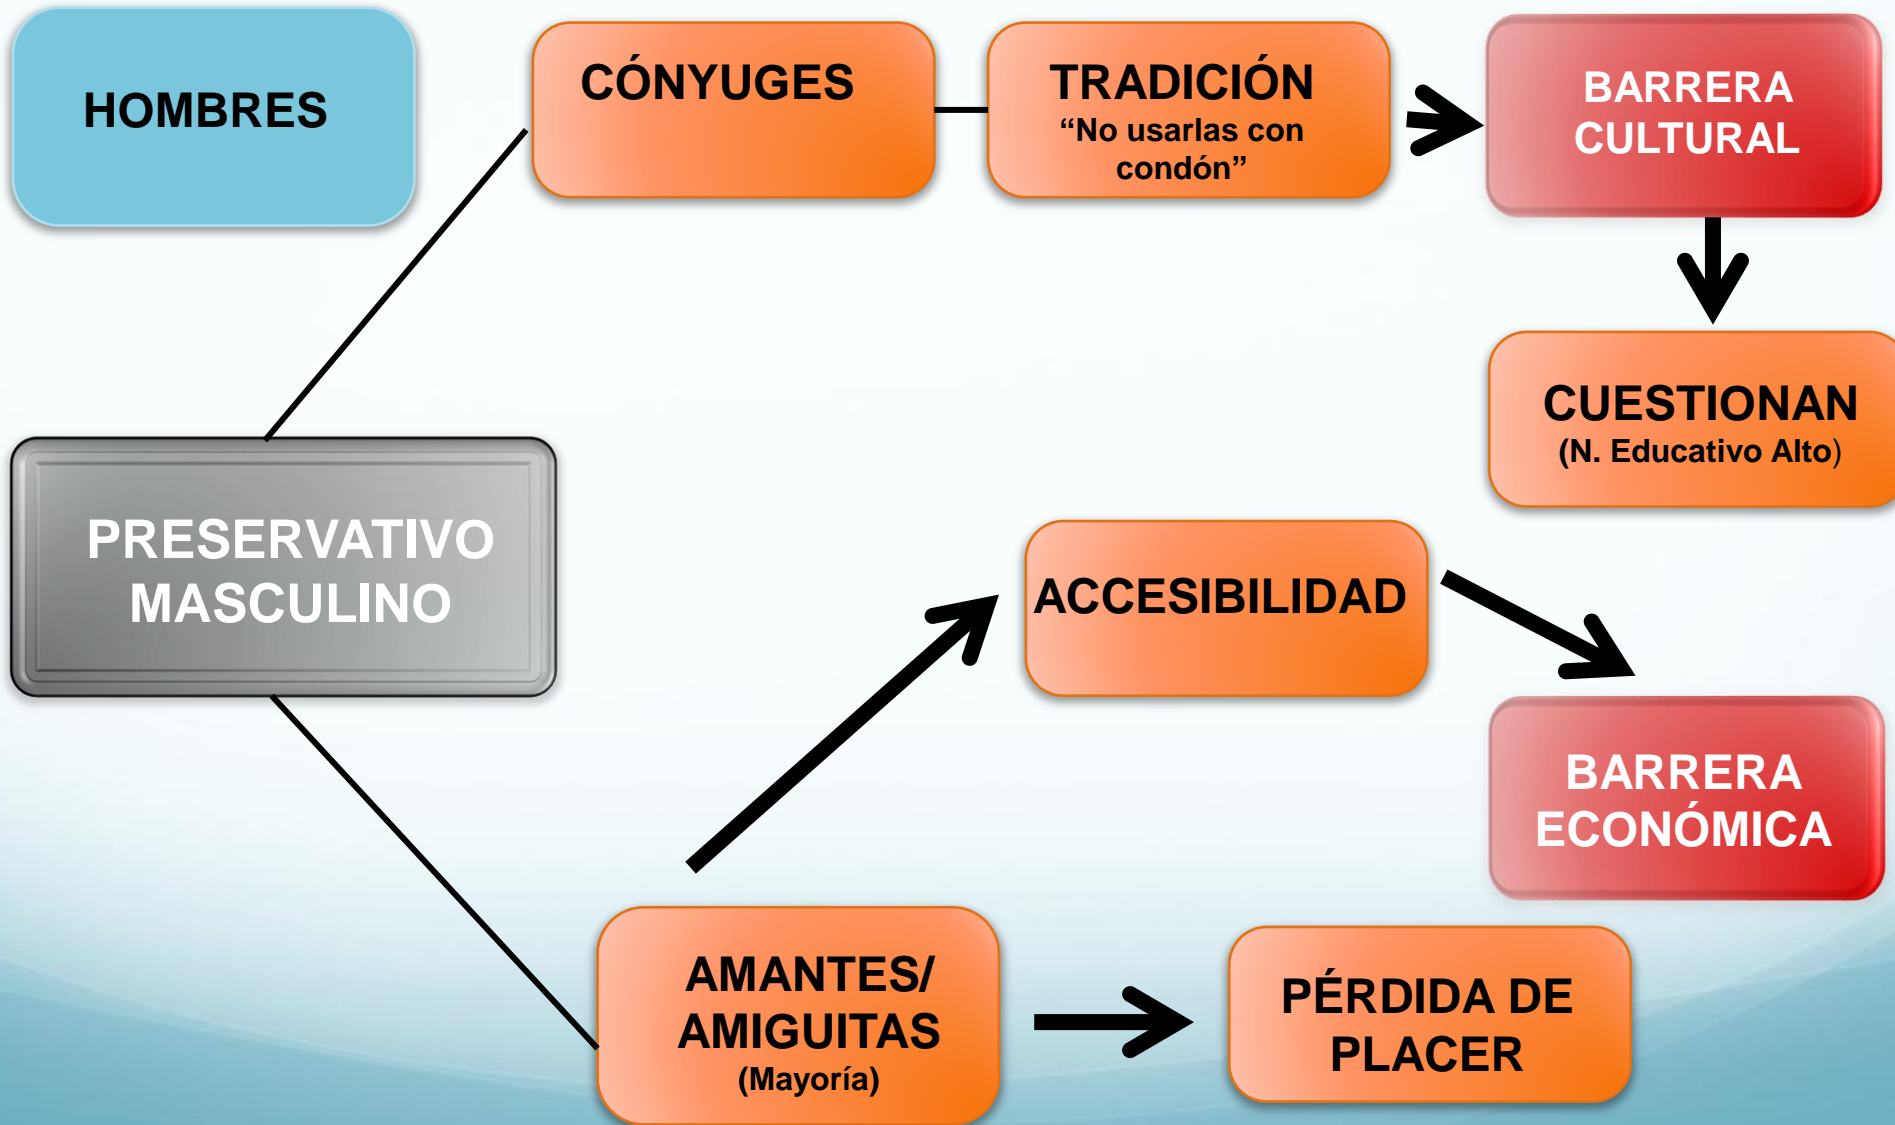 HOMBRES
CÓNYUGES
TRADICIÓN
“No usarlas con
condón”
BARRERA
CULTURAL
CUESTIONAN
(N. Educativo Alto)
PRESERVATIVO
MASCULINO
ACCESIBILIDAD
BARRERA
ECONÓMICA
AMANTES/
AMIGUITAS
(Mayoría)
PÉRDIDA DE
PLACER